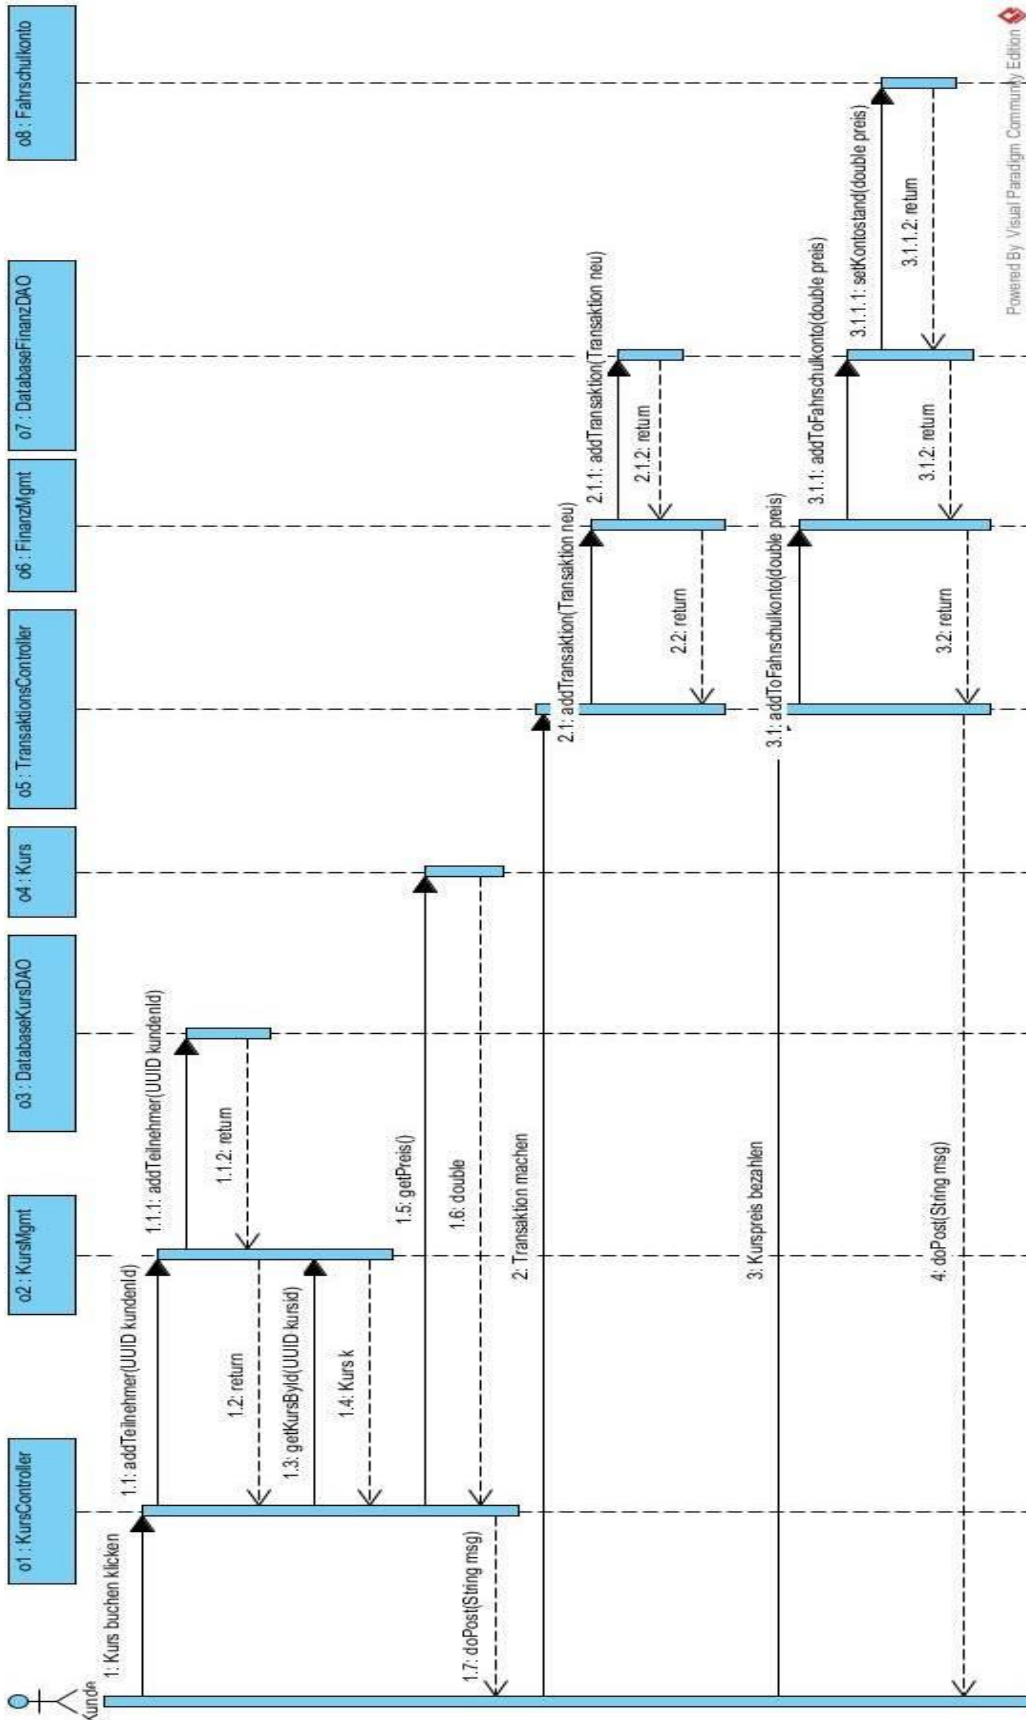 Kunde
o1 : KursController
o2 : KursMgmt
o3 : DatabaseKursDAO
o4 : Kurs
o5 : TransaktionsController
o6 : FinanzMgmt
o7 : DatabaseFinanzDAO
o8 : Fahrschulkonto
1: Kurs buchen klicken
1.1: addTeilnehmer(UUID kundenId)
1.1.1: addTeilnehmer(UUID kundenId)
1.1.2: return
1.2: return
1.3: getKursById(UUID kursid)
1.4: Kurs k
1.5: getPreis()
1.6: double
1.7: doPost(String msg)
2: Transaktion machen
2.1: addTransaktion(Transaktion neu)
2.1.1: addTransaktion(Transaktion neu)
2.1.2: return
2.2: return
3: Kurspreis bezahlen
3.1: addToFahrschulkonto(double preis)
3.1.1: addToFahrschulkonto(double preis)
3.1.1.1: setKontostand(double preis)
3.1.1.2: return
3.1.2: return
3.2: return
4: doPost(String msg)
Powered By Visual Paradigm Community Edition